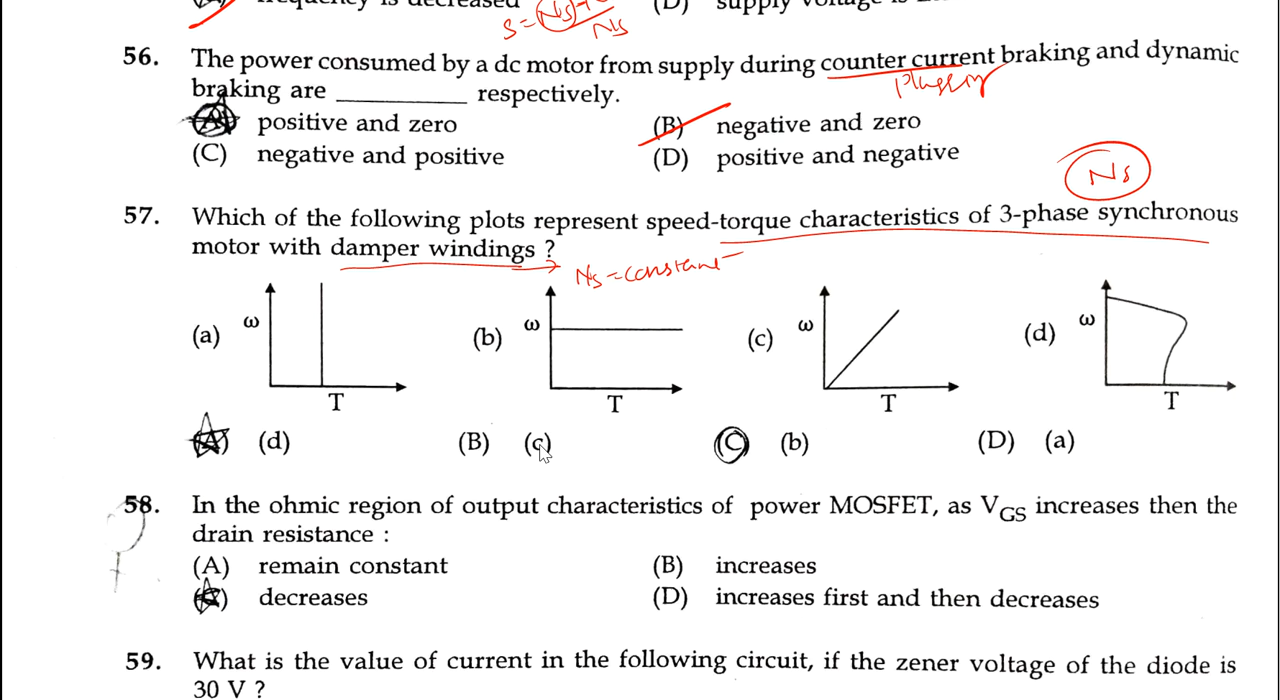 S = Ns
Ns
56. The power consumed by a dc motor from supply during counter current braking and dynamic
Plugging
braking are __________ respectively.
(A) positive and zero (B) negative and zero
(C) negative and positive (D) positive and negative
Ns
57. Which of the following plots represent speed-torque characteristics of 3-phase synchronous
motor with damper windings ?
Ns = constant
(a) ω T (b) ω T (c) ω T (d) ω T
(A) (d) (B) (c) (C) (b) (D) (a)
58. In the ohmic region of output characteristics of power MOSFET, as VGS increases then the
drain resistance :
(A) remain constant (B) increases
decreases (D) increases first and then decreases
59. What is the value of current in the following circuit, if the zener voltage of the diode is
30 V ?